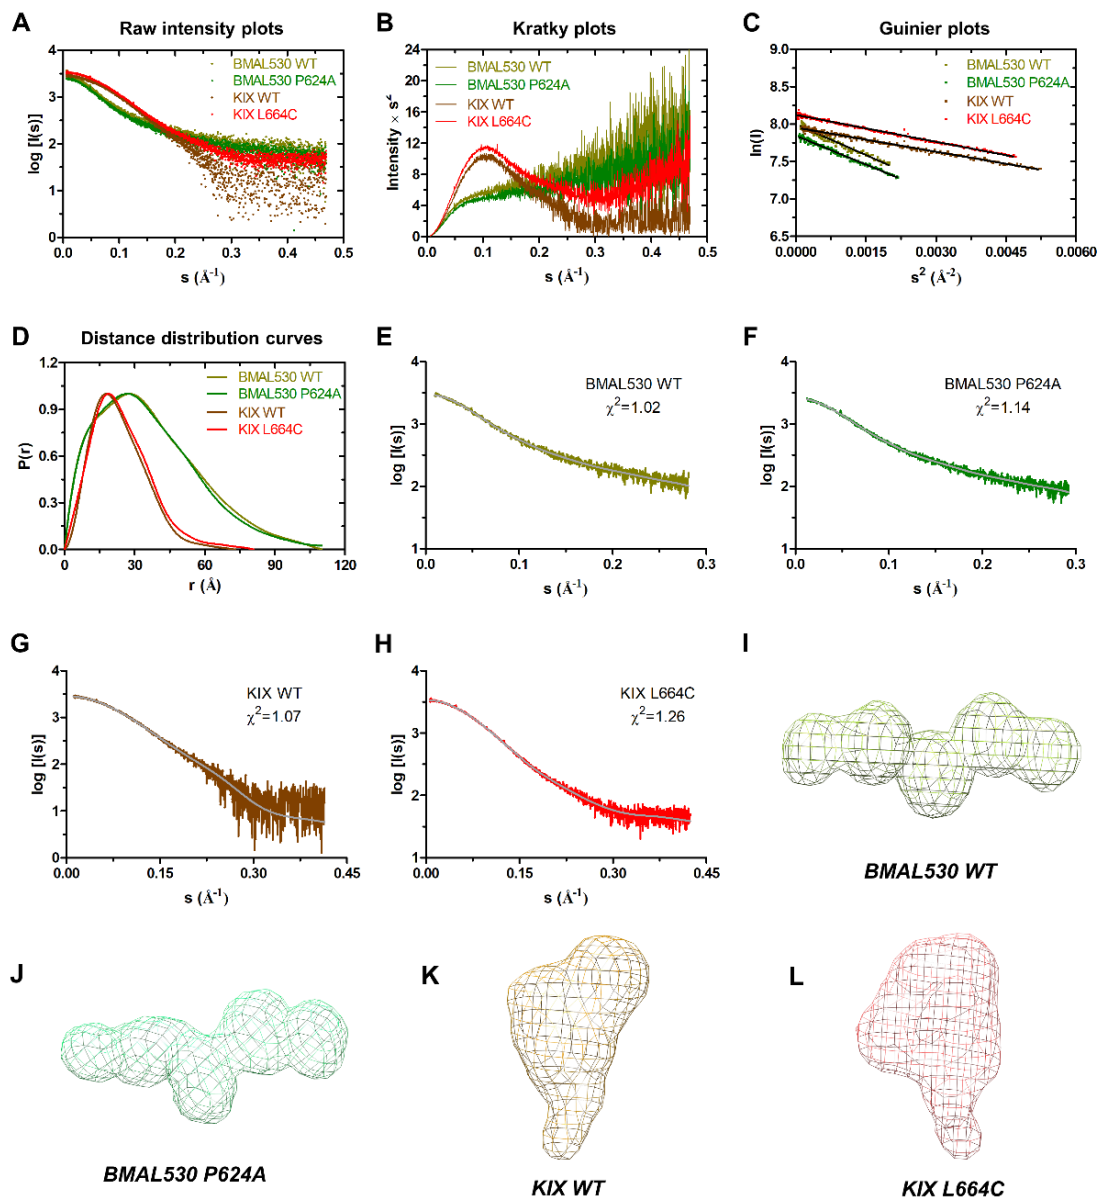 A Raw intensity plots
BMAL530 WT
BMAL530 P624A
KIX WT
KIX L664C
log [I(s)]
4
3
2
1
0
0.0 0.1 0.2 0.3 0.4 0.5
s (Å⁻¹)
B Kratky plots
BMAL530 WT
BMAL530 P624A
KIX WT
KIX L664C
Intensity × s²
24
20
16
12
8
4
0
0.0 0.1 0.2 0.3 0.4 0.5
s (Å⁻¹)
C Guinier plots
BMAL530 WT
BMAL530 P624A
KIX WT
KIX L664C
ln(I)
9.0
8.5
8.0
7.5
7.0
6.5
0.0000 0.0015 0.0030 0.0045 0.0060
s² (Å⁻²)
D Distance distribution curves
BMAL530 WT
BMAL530 P624A
KIX WT
KIX L664C
P(r)
1.2
0.9
0.6
0.3
0.0
0 15 30 45 60 75 90 120
r (Å)
E
BMAL530 WT
χ²=1.02
log [I(s)]
4
3
2
1
0.0 0.1 0.2 0.3
s (Å⁻¹)
F
BMAL530 P624A
χ²=1.14
log [I(s)]
4
3
2
1
0.0 0.1 0.2 0.3
s (Å⁻¹)
G
KIX WT
χ²=1.07
log [I(s)]
4
3
2
1
0
0.00 0.15 0.30 0.45
s (Å⁻¹)
H
KIX L664C
χ²=1.26
log [I(s)]
4
3
2
1
0.00 0.15 0.30 0.45
s (Å⁻¹)
I
BMAL530 WT
J
BMAL530 P624A
K
KIX WT
L
KIX L664C